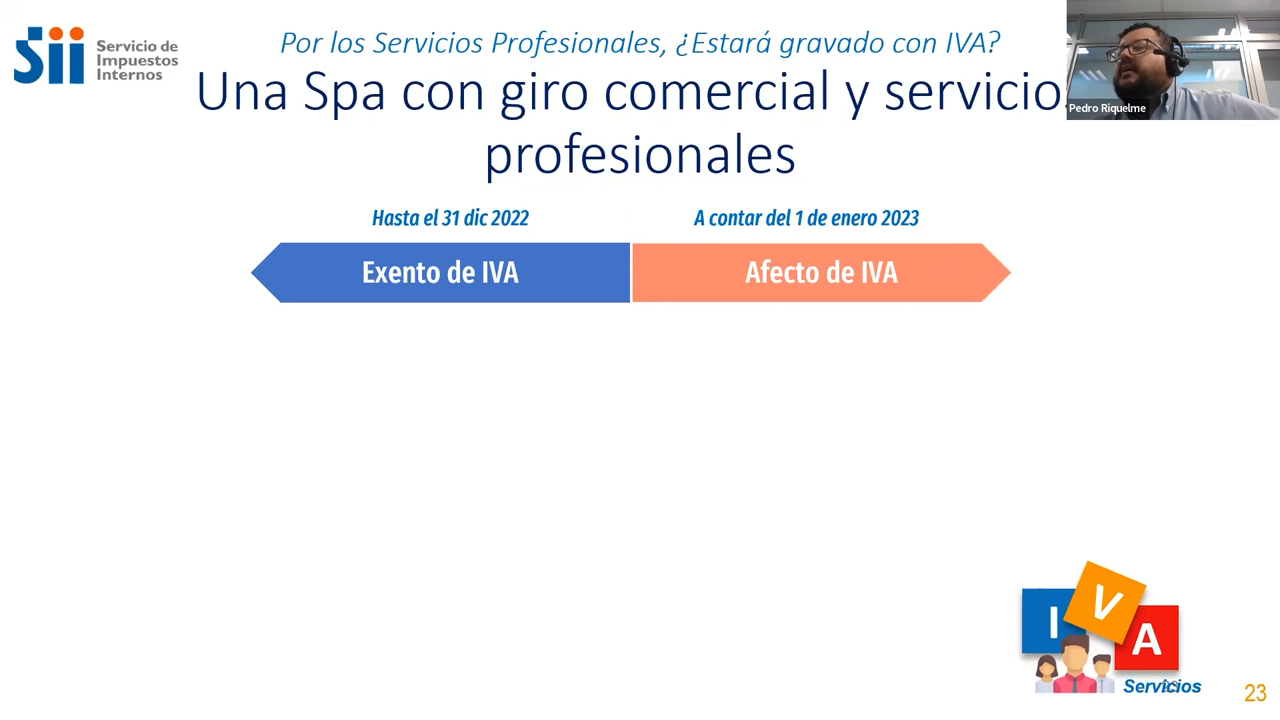 Sii
Servicio de
Impuestos
Internos
Por los Servicios Profesionales, ¿Estará gravado con IVA?
Una Spa con giro comercial y servicio
profesionales
Pedro Riquelme
Hasta el 31 dic 2022
A contar del 1 de enero 2023
Exento de IVA
Afecto de IVA
I V A
Servicios
23